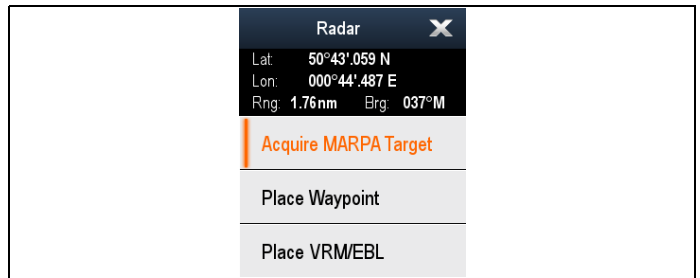 Radar
Lat: 50°43'.059 N
Lon: 000°44'.487 E
Rng: 1.76nm Brg: 037°M
Acquire MARPA Target
Place Waypoint
Place VRM/EBL